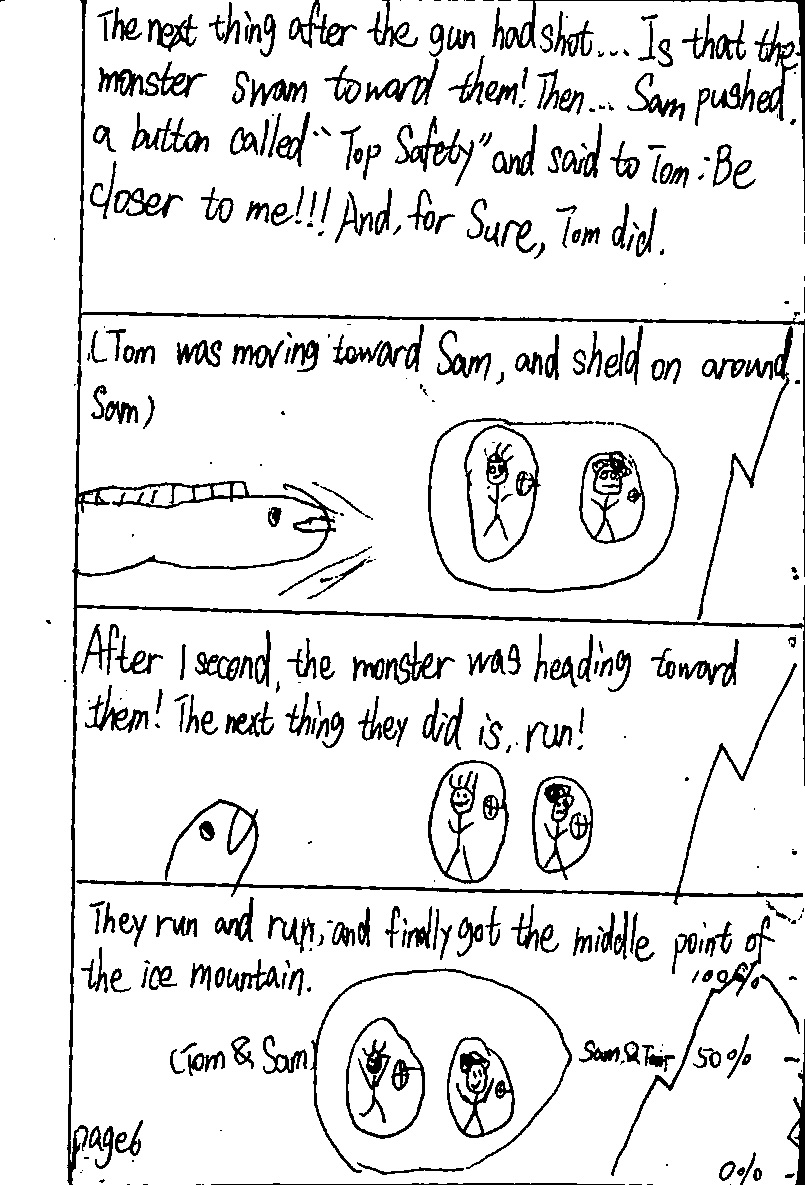 The next thing after the gun had shot... Is that the
monster swam toward them! Then... Sam pushed
a button called "Top Safety" and said to Tom: Be
closer to me!!! And, for Sure, Tom did.
(Tom was moving toward Sam, and sheld on around
Sam)
After 1 second, the monster was heading toward
them! The next thing they did is, run!
They run and run, and finally got the middle point of
the ice mountain.
100%
(Tom & Sam)
Sam & Tom
50%
page6
0%